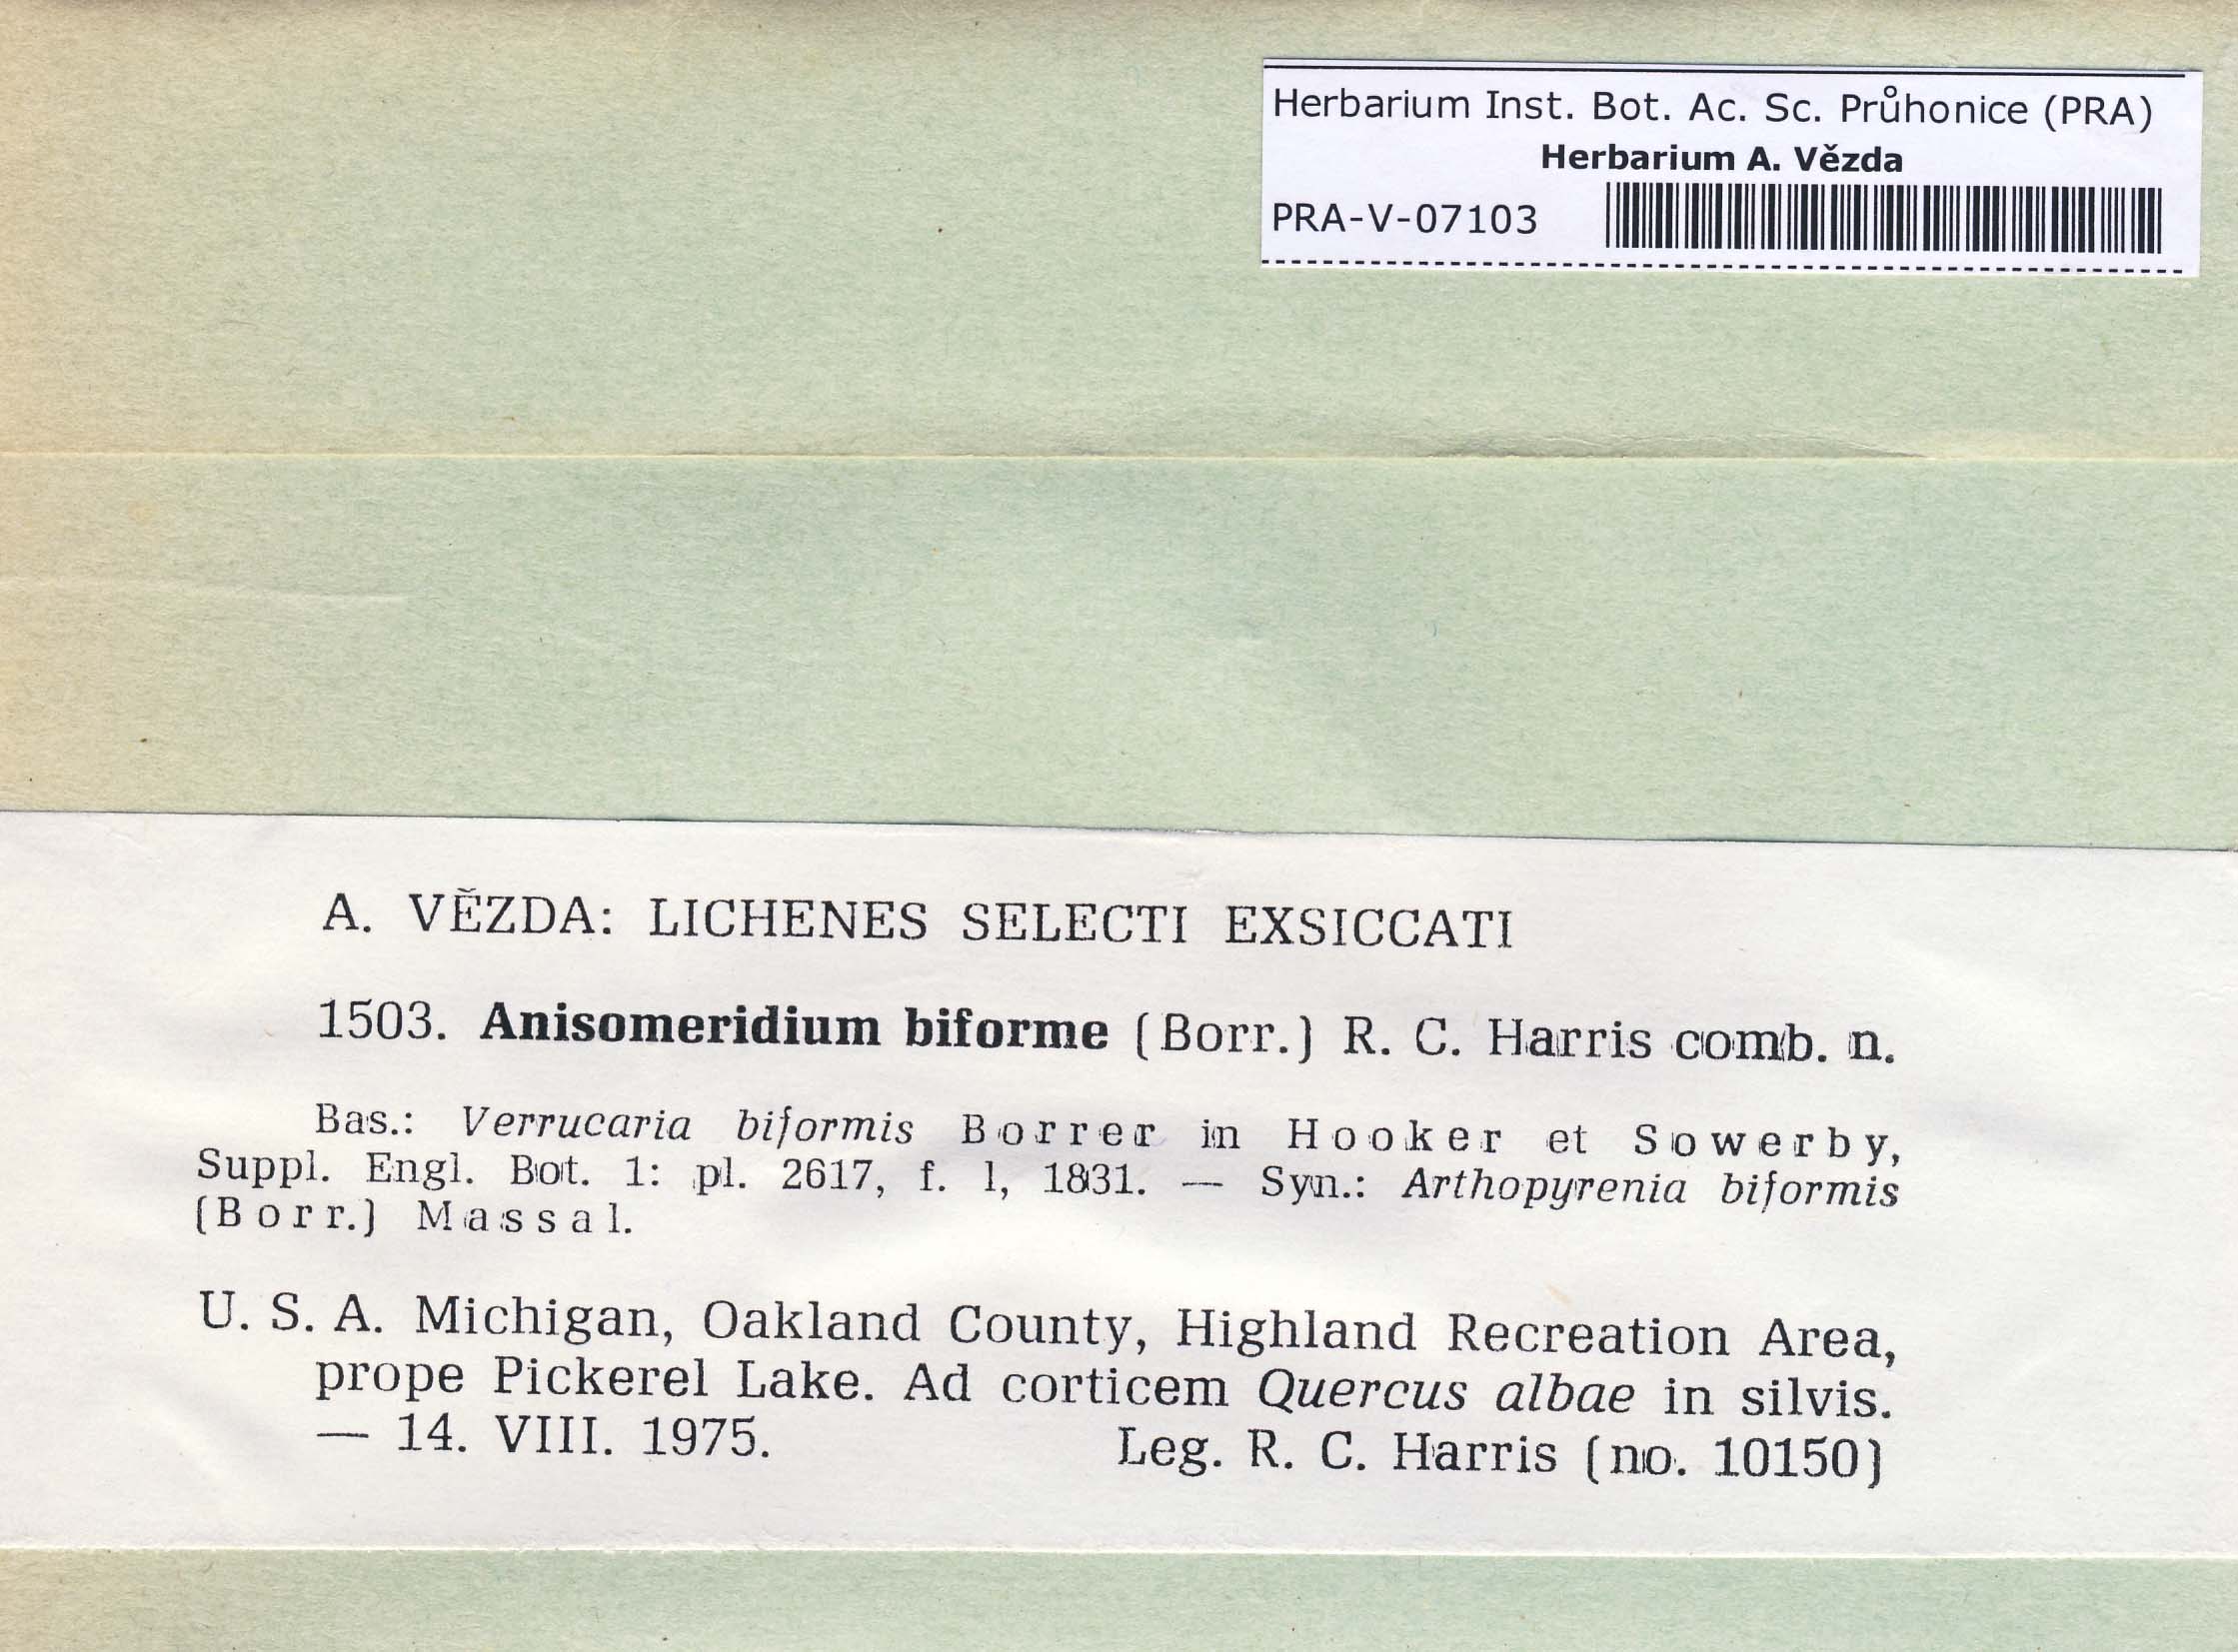 Herbarium Inst. Bot. Ac. Sc. Průhonice (PRA)
Herbarium A. Vězda
PRA-V-07103
A. VĚZDA: LICHENES SELECTI EXSICCATI
1503. Anisomeridium biforme (Borr.) R. C. Harris comb. n.
Bas.: Verrucaria biformis Borrer in Hooker et Sowerby,
Suppl. Engl. Bot. 1: pl. 2617, f. 1, 1831. — Syn.: Arthopyrenia biformis
(Borr.) Massal.
U. S. A. Michigan, Oakland County, Highland Recreation Area,
prope Pickerel Lake. Ad corticem Quercus albae in silvis.
— 14. VIII. 1975. Leg. R. C. Harris (no. 10150)